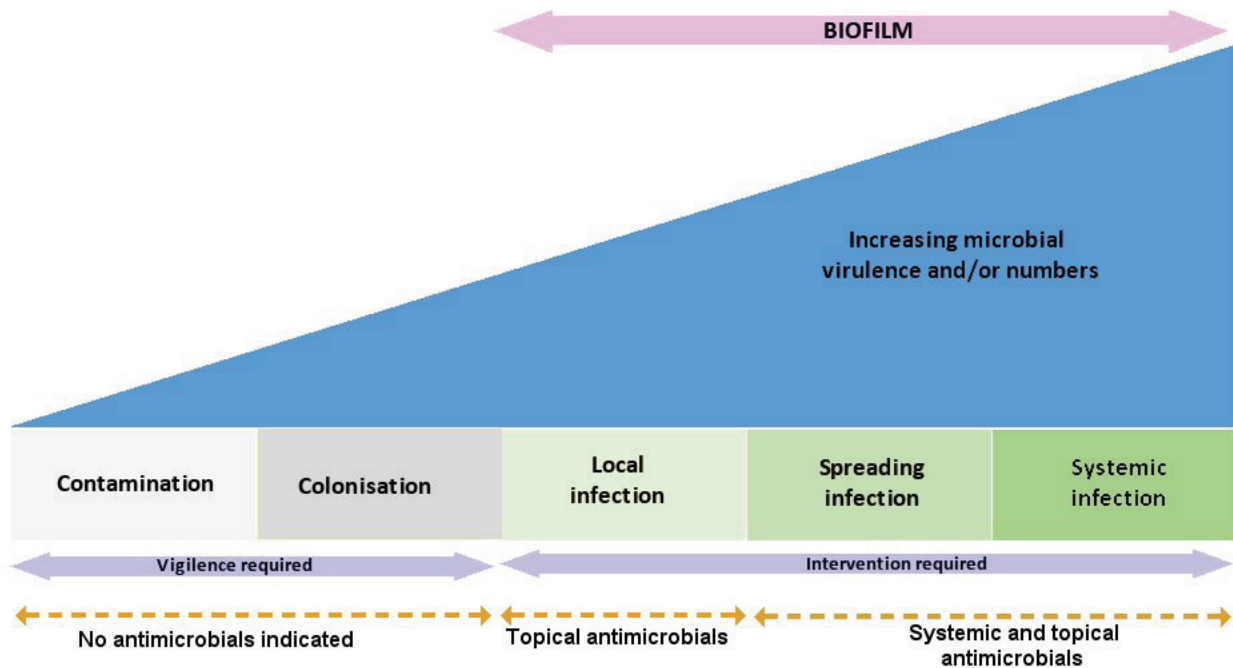 BIOFILM
Increasing microbial
virulence and/or numbers
Contamination
Colonisation
Local
infection
Spreading
infection
Systemic
infection
Vigilence required
Intervention required
No antimicrobials indicated
Topical antimicrobials
Systemic and topical
antimicrobials